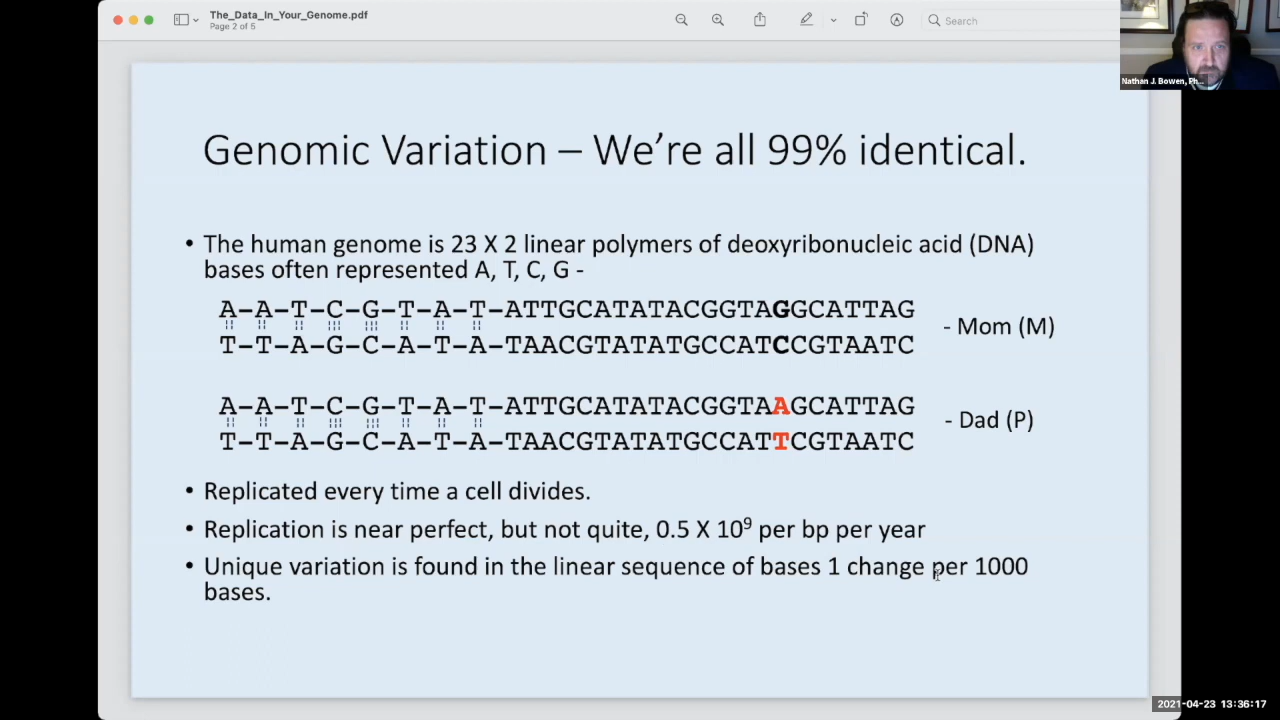 The_Data_In_Your_Genome.pdf
Page 2 of 5
Search
Nathan J. Bowen, Ph...
Genomic Variation – We’re all 99% identical.
• The human genome is 23 X 2 linear polymers of deoxyribonucleic acid (DNA)
bases often represented A, T, C, G -
A–A–T–C–G–T–A–T–ATTGCATATACGGTAGGCATTAG
- Mom (M)
T–T–A–G–C–A–T–A–TAACGTATATGCCATCCGTAATC
A–A–T–C–G–T–A–T–ATTGCATATACGGTAAGCATTAG
- Dad (P)
T–T–A–G–C–A–T–A–TAACGTATATGCCATTCGTAATC
• Replicated every time a cell divides.
• Replication is near perfect, but not quite, 0.5 X 10⁹ per bp per year
• Unique variation is found in the linear sequence of bases 1 change per 1000
bases.
2021-04-23 13:36:17